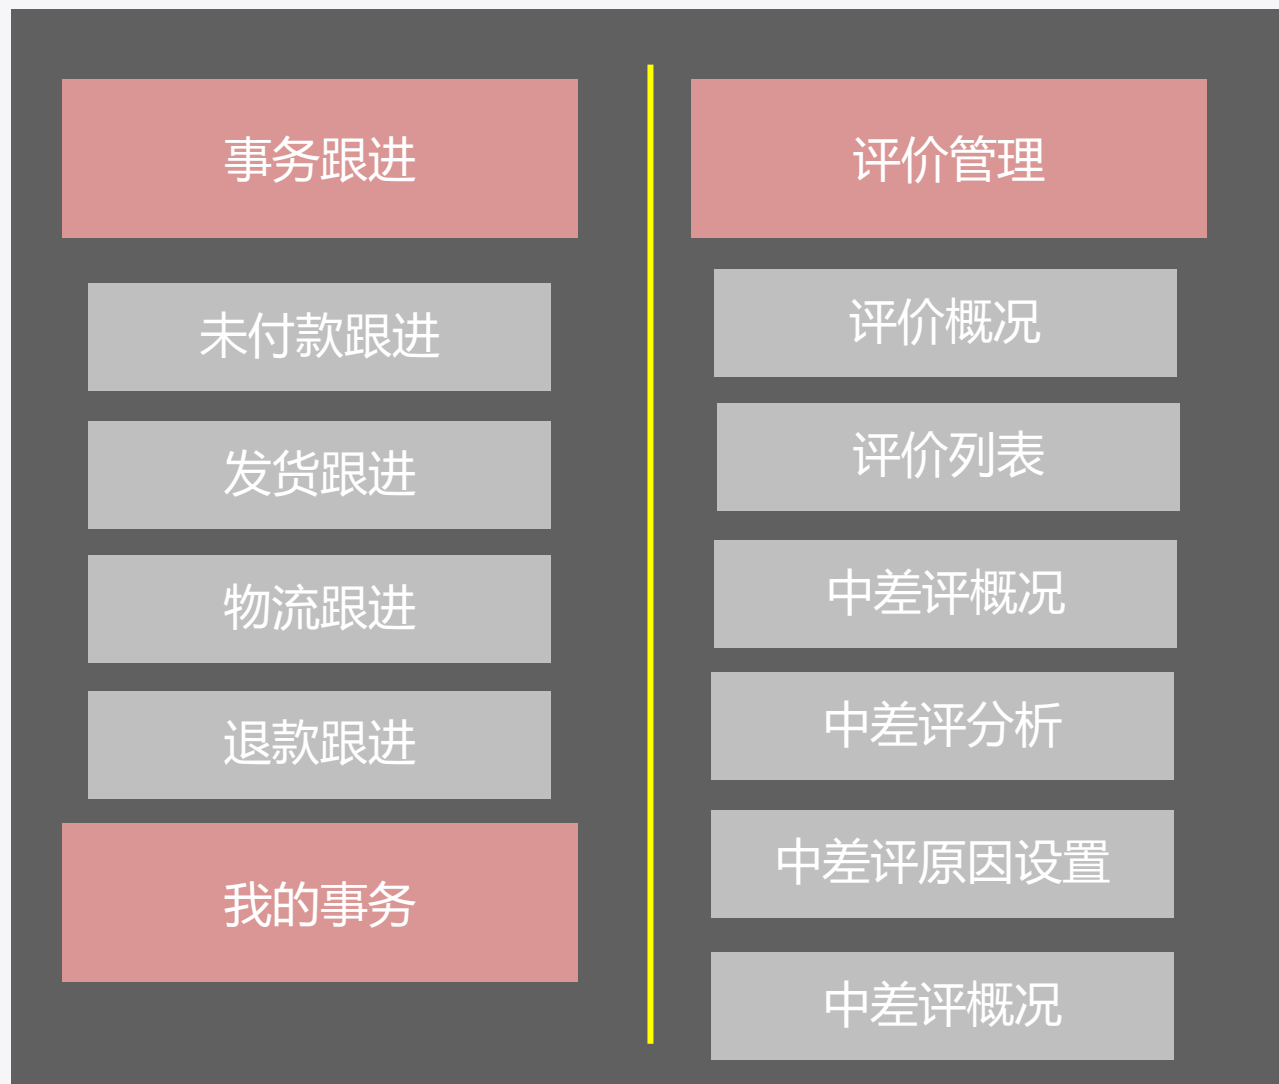 事务跟进
未付款跟进
发货跟进
物流跟进
退款跟进
我的事务
评价管理
评价概况
评价列表
中差评概况
中差评分析
中差评原因设置
中差评概况